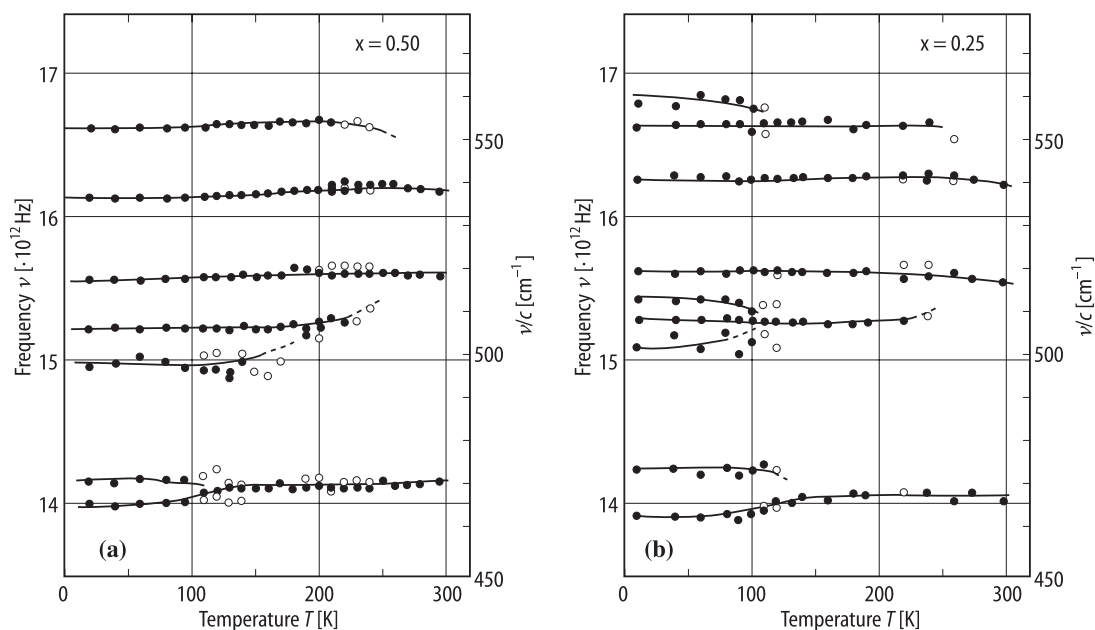 x = 0.50
17
16
15
14
Frequency ν [·10¹²Hz]
550
500
450
ν/c [cm⁻¹]
(a)
0
100
200
300
Temperature T [K]
x = 0.25
17
16
15
14
Frequency ν [·10¹²Hz]
550
500
450
ν/c [cm⁻¹]
(b)
0
100
200
300
Temperature T [K]